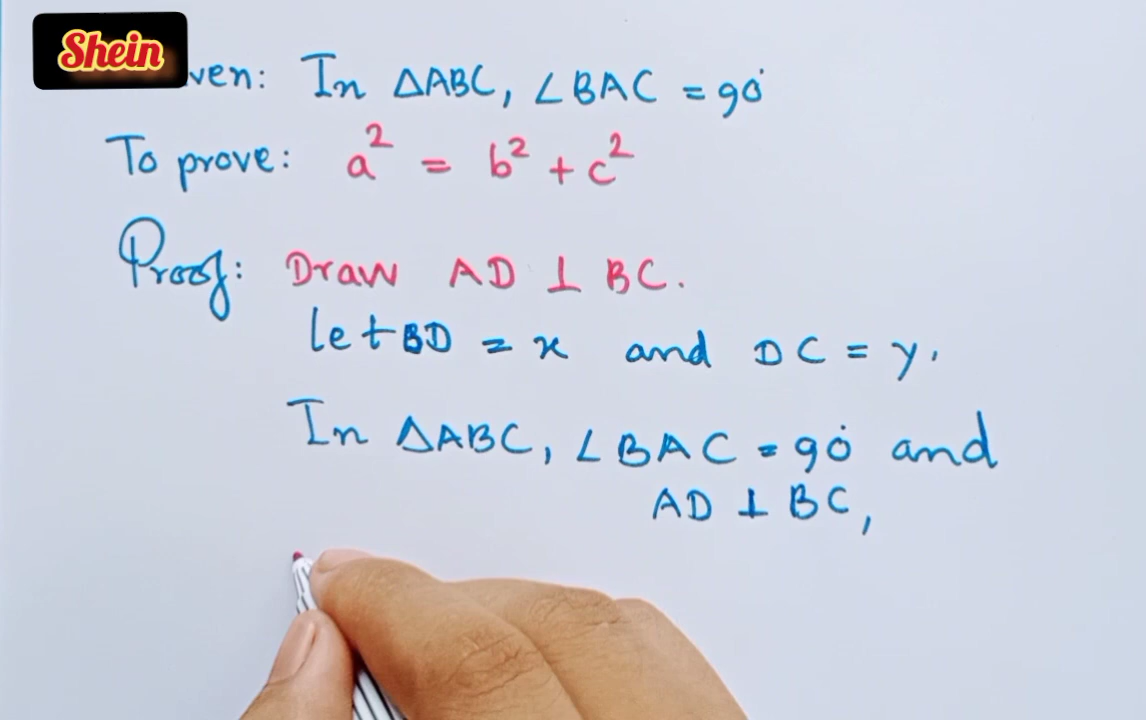 Shein
ven: In ΔABC, ∠BAC = 90°
To prove: a² = b² + c²
Proof: Draw AD ⊥ BC.
let BD = x and DC = y.
In ΔABC, ∠BAC = 90° and
AD ⊥ BC,